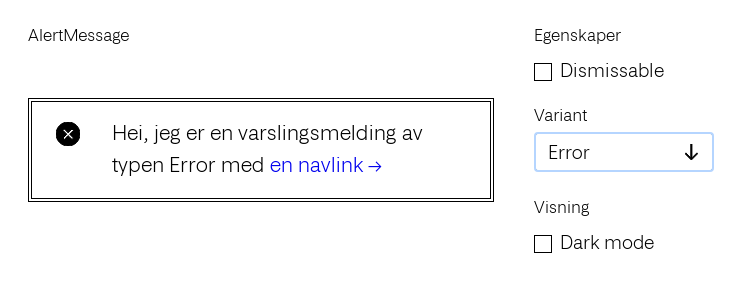 AlertMessage
Hei, jeg er en varslingsmelding av
typen Error med en navlink →
Egenskaper
Dismissable
Variant
Error
Visning
Dark mode